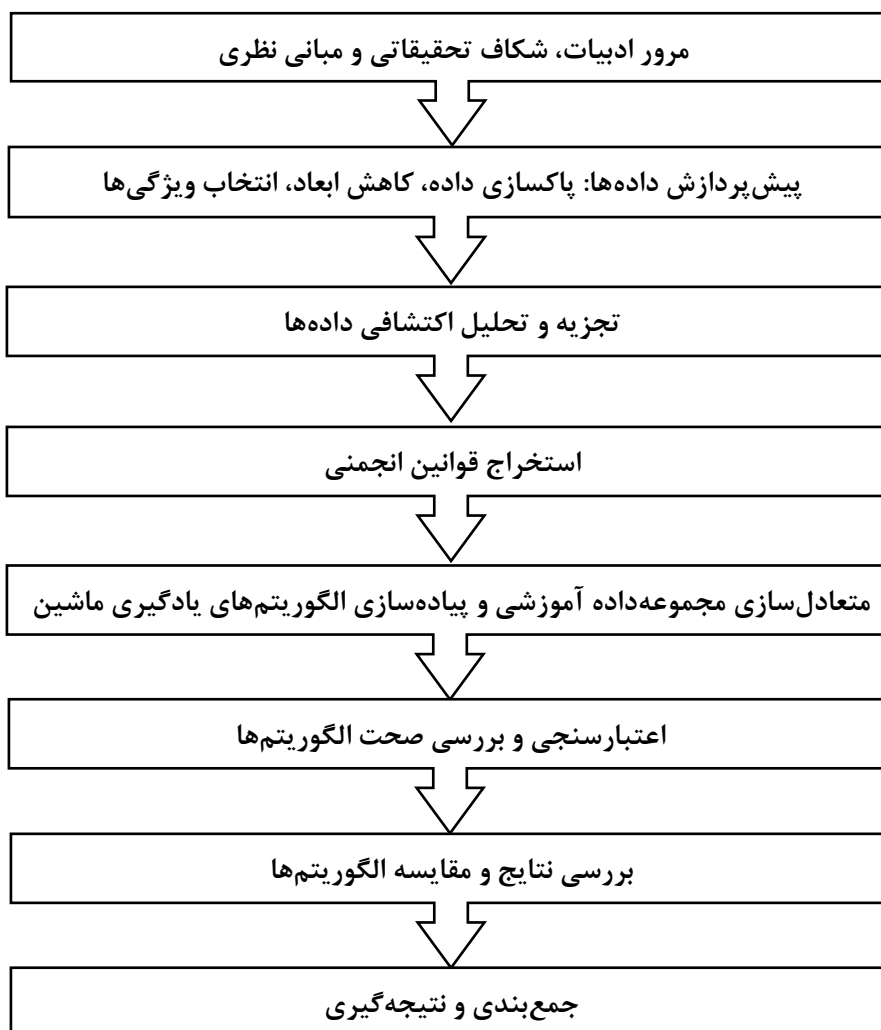 مرور ادبیات، شکاف تحقیقاتی و مبانی نظری
پیش‌پردازش داده‌ها: پاکسازی داده، کاهش ابعاد، انتخاب ویژگی‌ها
تجزیه و تحلیل اکتشافی داده‌ها
استخراج قوانین انجمنی
متعادل‌سازی مجموعه‌داده آموزشی و پیاده‌سازی الگوریتم‌های یادگیری ماشین
اعتبارسنجی و بررسی صحت الگوریتم‌ها
بررسی نتایج و مقایسه الگوریتم‌ها
جمع‌بندی و نتیجه‌گیری